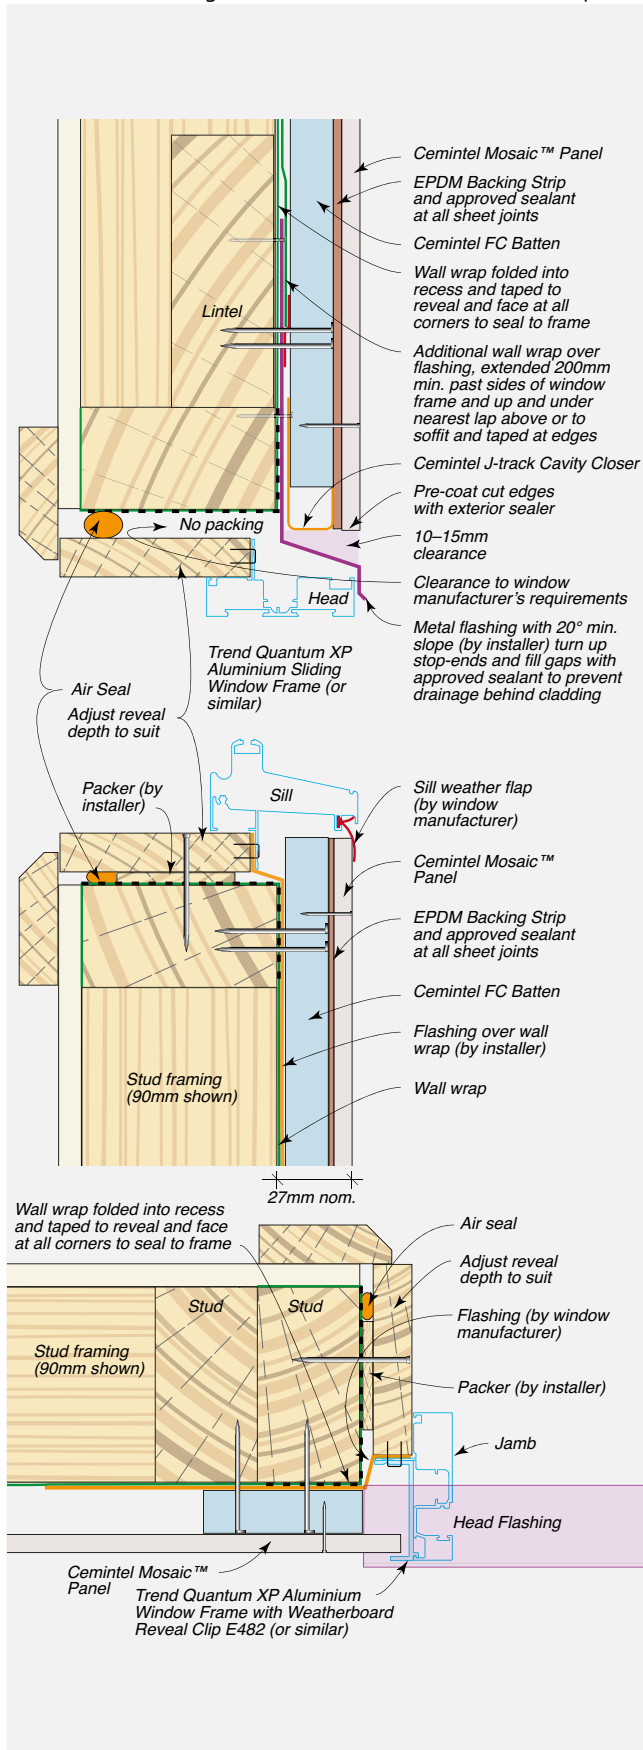 Cemintel Mosaic™ Panel
EPDM Backing Strip
and approved sealant
at all sheet joints
Cemintel FC Batten
Wall wrap folded into
recess and taped to
reveal and face at all
corners to seal to frame
Lintel
Additional wall wrap over
flashing, extended 200mm
min. past sides of window
frame and up and under
nearest lap above or to
soffit and taped at edges
Cemintel J-track Cavity Closer
Pre-coat cut edges
with exterior sealer
No packing
10–15mm
clearance
Clearance to window
manufacturer's requirements
Head
Metal flashing with 20° min.
slope (by installer) turn up
stop-ends and fill gaps with
approved sealant to prevent
drainage behind cladding
Trend Quantum XP
Aluminium Sliding
Window Frame (or
similar)
Air Seal
Adjust reveal
depth to suit
Packer (by
installer)
Sill
Sill weather flap
(by window
manufacturer)
Cemintel Mosaic™
Panel
EPDM Backing Strip
and approved sealant
at all sheet joints
Cemintel FC Batten
Flashing over wall
wrap (by installer)
Stud framing
(90mm shown)
Wall wrap
27mm nom.
Wall wrap folded into recess
and taped to reveal and face
at all corners to seal to frame
Air seal
Adjust reveal
depth to suit
Stud
Stud
Flashing (by window
manufacturer)
Stud framing
(90mm shown)
Packer (by installer)
Jamb
Head Flashing
Cemintel Mosaic™
Panel
Trend Quantum XP Aluminium
Window Frame with Weatherboard
Reveal Clip E482 (or similar)